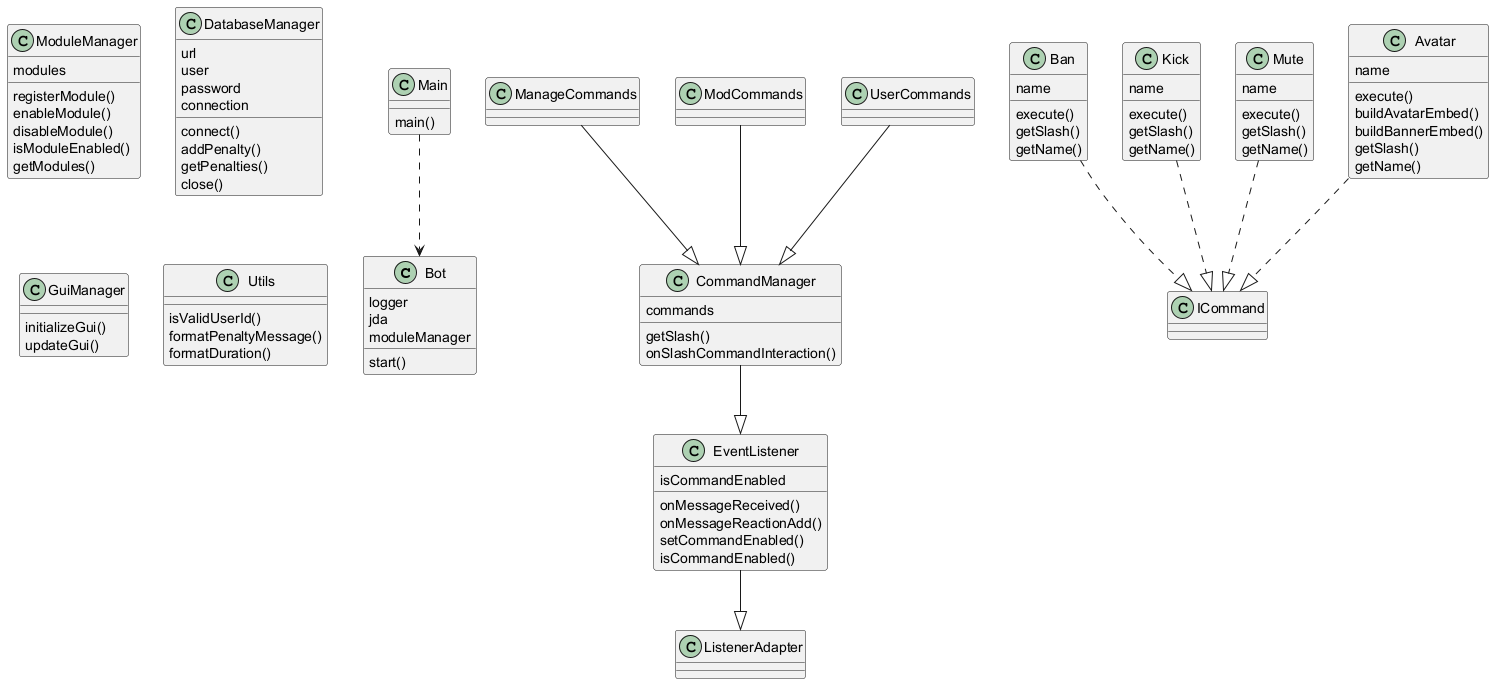 C ModuleManager
modules
registerModule()
enableModule()
disableModule()
isModuleEnabled()
getModules()
C DatabaseManager
url
user
password
connection
connect()
addPenalty()
getPenalties()
close()
C Main
main()
C ManageCommands
C ModCommands
C UserCommands
C Ban
name
execute()
getSlash()
getName()
C Kick
name
execute()
getSlash()
getName()
C Mute
name
execute()
getSlash()
getName()
C Avatar
name
execute()
buildAvatarEmbed()
buildBannerEmbed()
getSlash()
getName()
C GuiManager
initializeGui()
updateGui()
C Utils
isValidUserId()
formatPenaltyMessage()
formatDuration()
C Bot
logger
jda
moduleManager
start()
C CommandManager
commands
getSlash()
onSlashCommandInteraction()
C ICommand
C EventListener
isCommandEnabled
onMessageReceived()
onMessageReactionAdd()
setCommandEnabled()
isCommandEnabled()
C ListenerAdapter